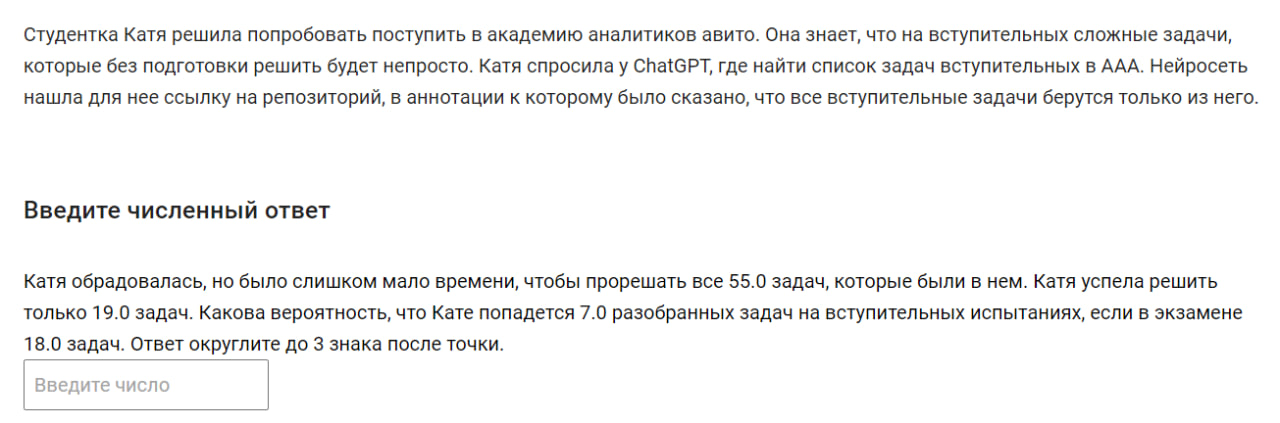 Студентка Катя решила попробовать поступить в академию аналитиков авито. Она знает, что на вступительных сложные задачи,
которые без подготовки решить будет непросто. Катя спросила у ChatGPT, где найти список задач вступительных в ААА. Нейросеть
нашла для нее ссылку на репозиторий, в аннотации к которому было сказано, что все вступительные задачи берутся только из него.
Введите численный ответ
Катя обрадовалась, но было слишком мало времени, чтобы прорешать все 55.0 задач, которые были в нем. Катя успела решить
только 19.0 задач. Какова вероятность, что Кате попадется 7.0 разобранных задач на вступительных испытаниях, если в экзамене
18.0 задач. Ответ округлите до 3 знака после точки.
Введите число